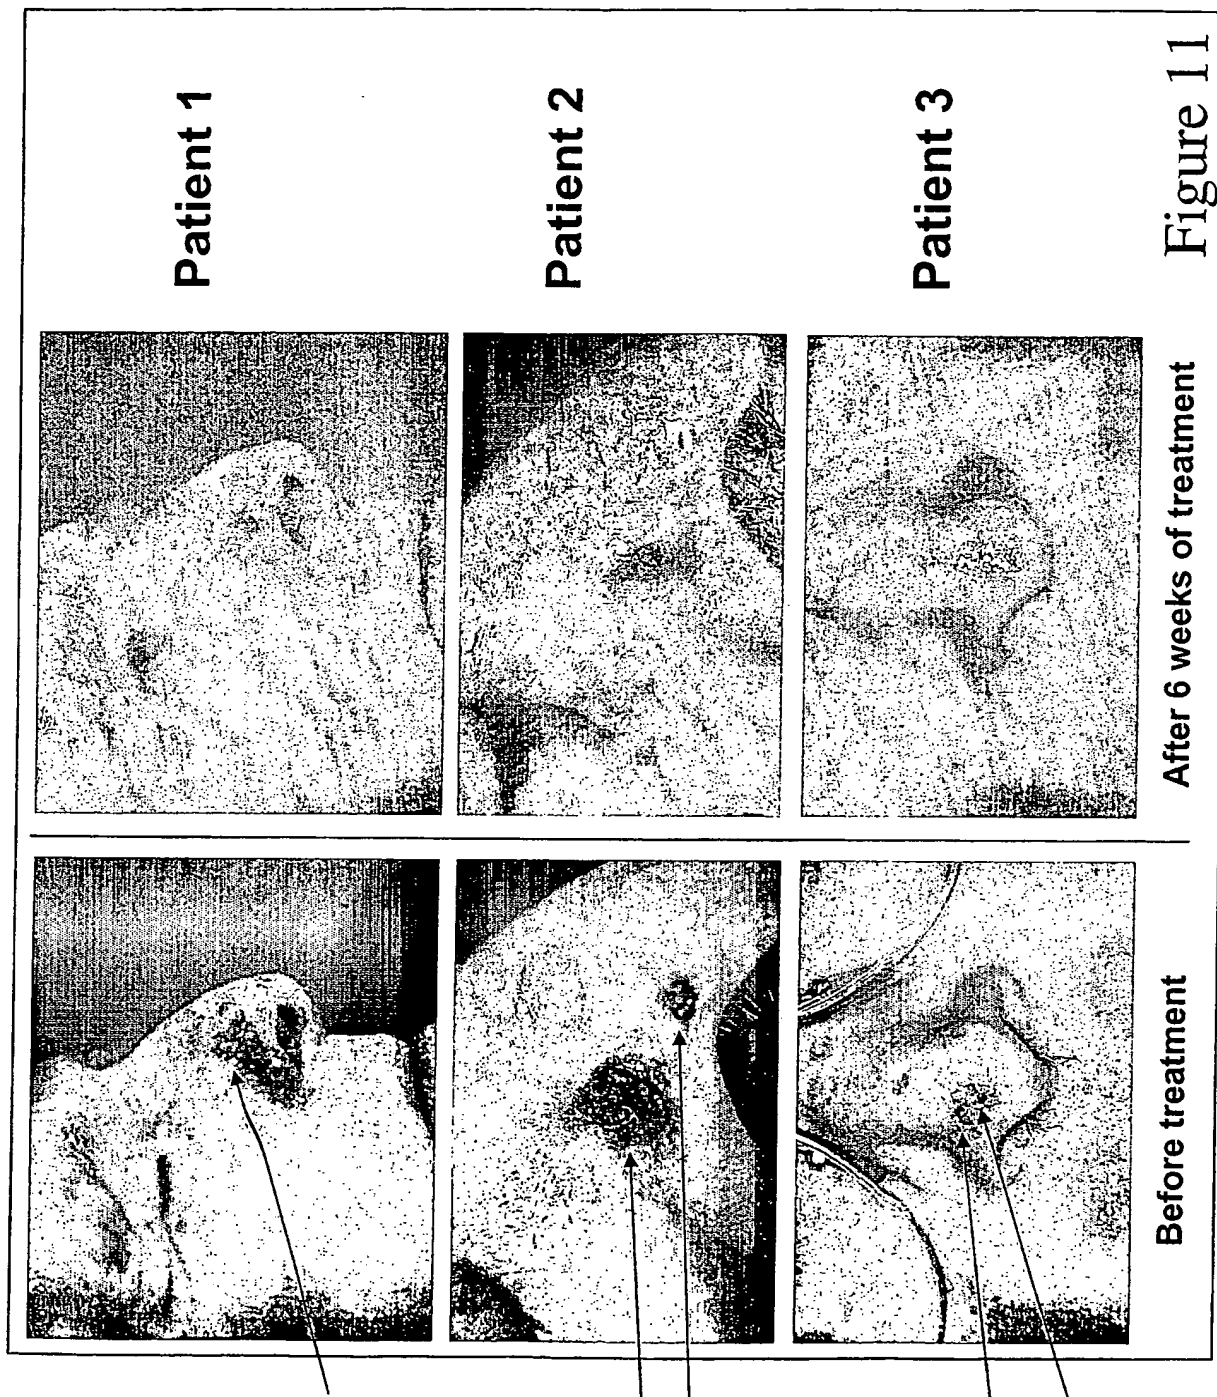 Patient 1
Patient 2
Patient 3
Before treatment
After 6 weeks of treatment
Figure 11